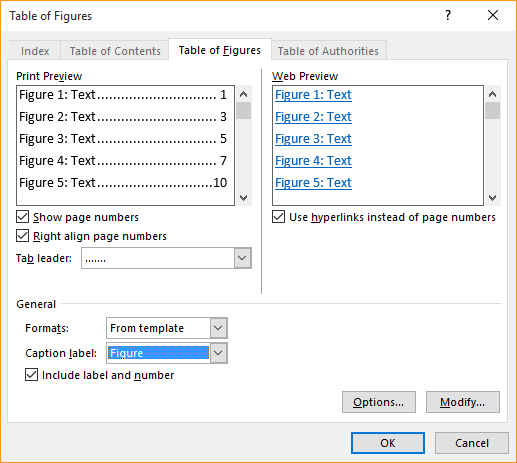 Table of Figures
Index Table of Contents Table of Figures Table of Authorities
Print Preview
Figure 1: Text.................................. 1
Figure 2: Text.................................. 3
Figure 3: Text.................................. 5
Figure 4: Text.................................. 7
Figure 5: Text.................................10
Show page numbers
Right align page numbers
Tab leader: .......
Web Preview
Figure 1: Text
Figure 2: Text
Figure 3: Text
Figure 4: Text
Figure 5: Text
Use hyperlinks instead of page numbers
General
Formats: From template
Caption label: Figure
Include label and number
Options... Modify...
OK Cancel